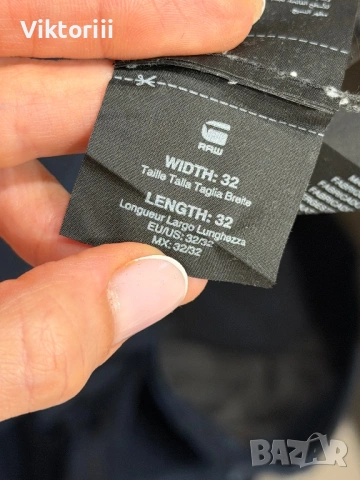 Viktoriii
RAW
WIDTH: 32
Taille Talla Taglia Breite
LENGTH: 32
Longueur Largo Lunghezza
EU/US: 32/32
MX: 32/32
BAZAR